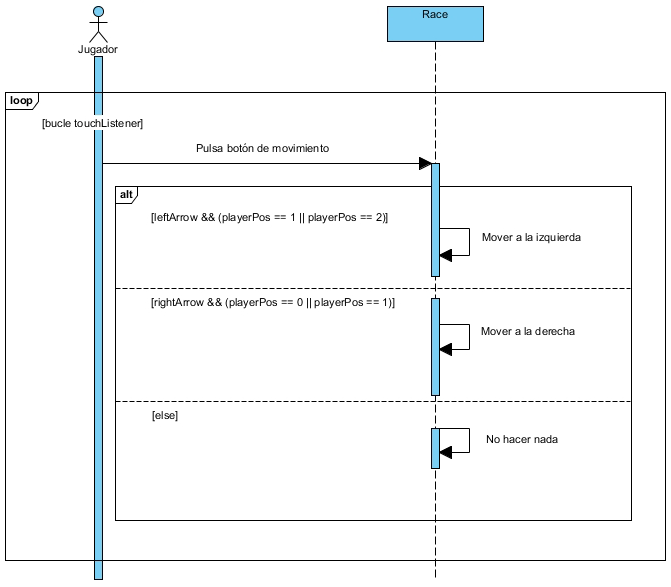 Jugador
Race
loop
[bucle touchListener]
Pulsa botón de movimiento
alt
[leftArrow && (playerPos == 1 || playerPos == 2)]
Mover a la izquierda
[rightArrow && (playerPos == 0 || playerPos == 1)]
Mover a la derecha
[else]
No hacer nada